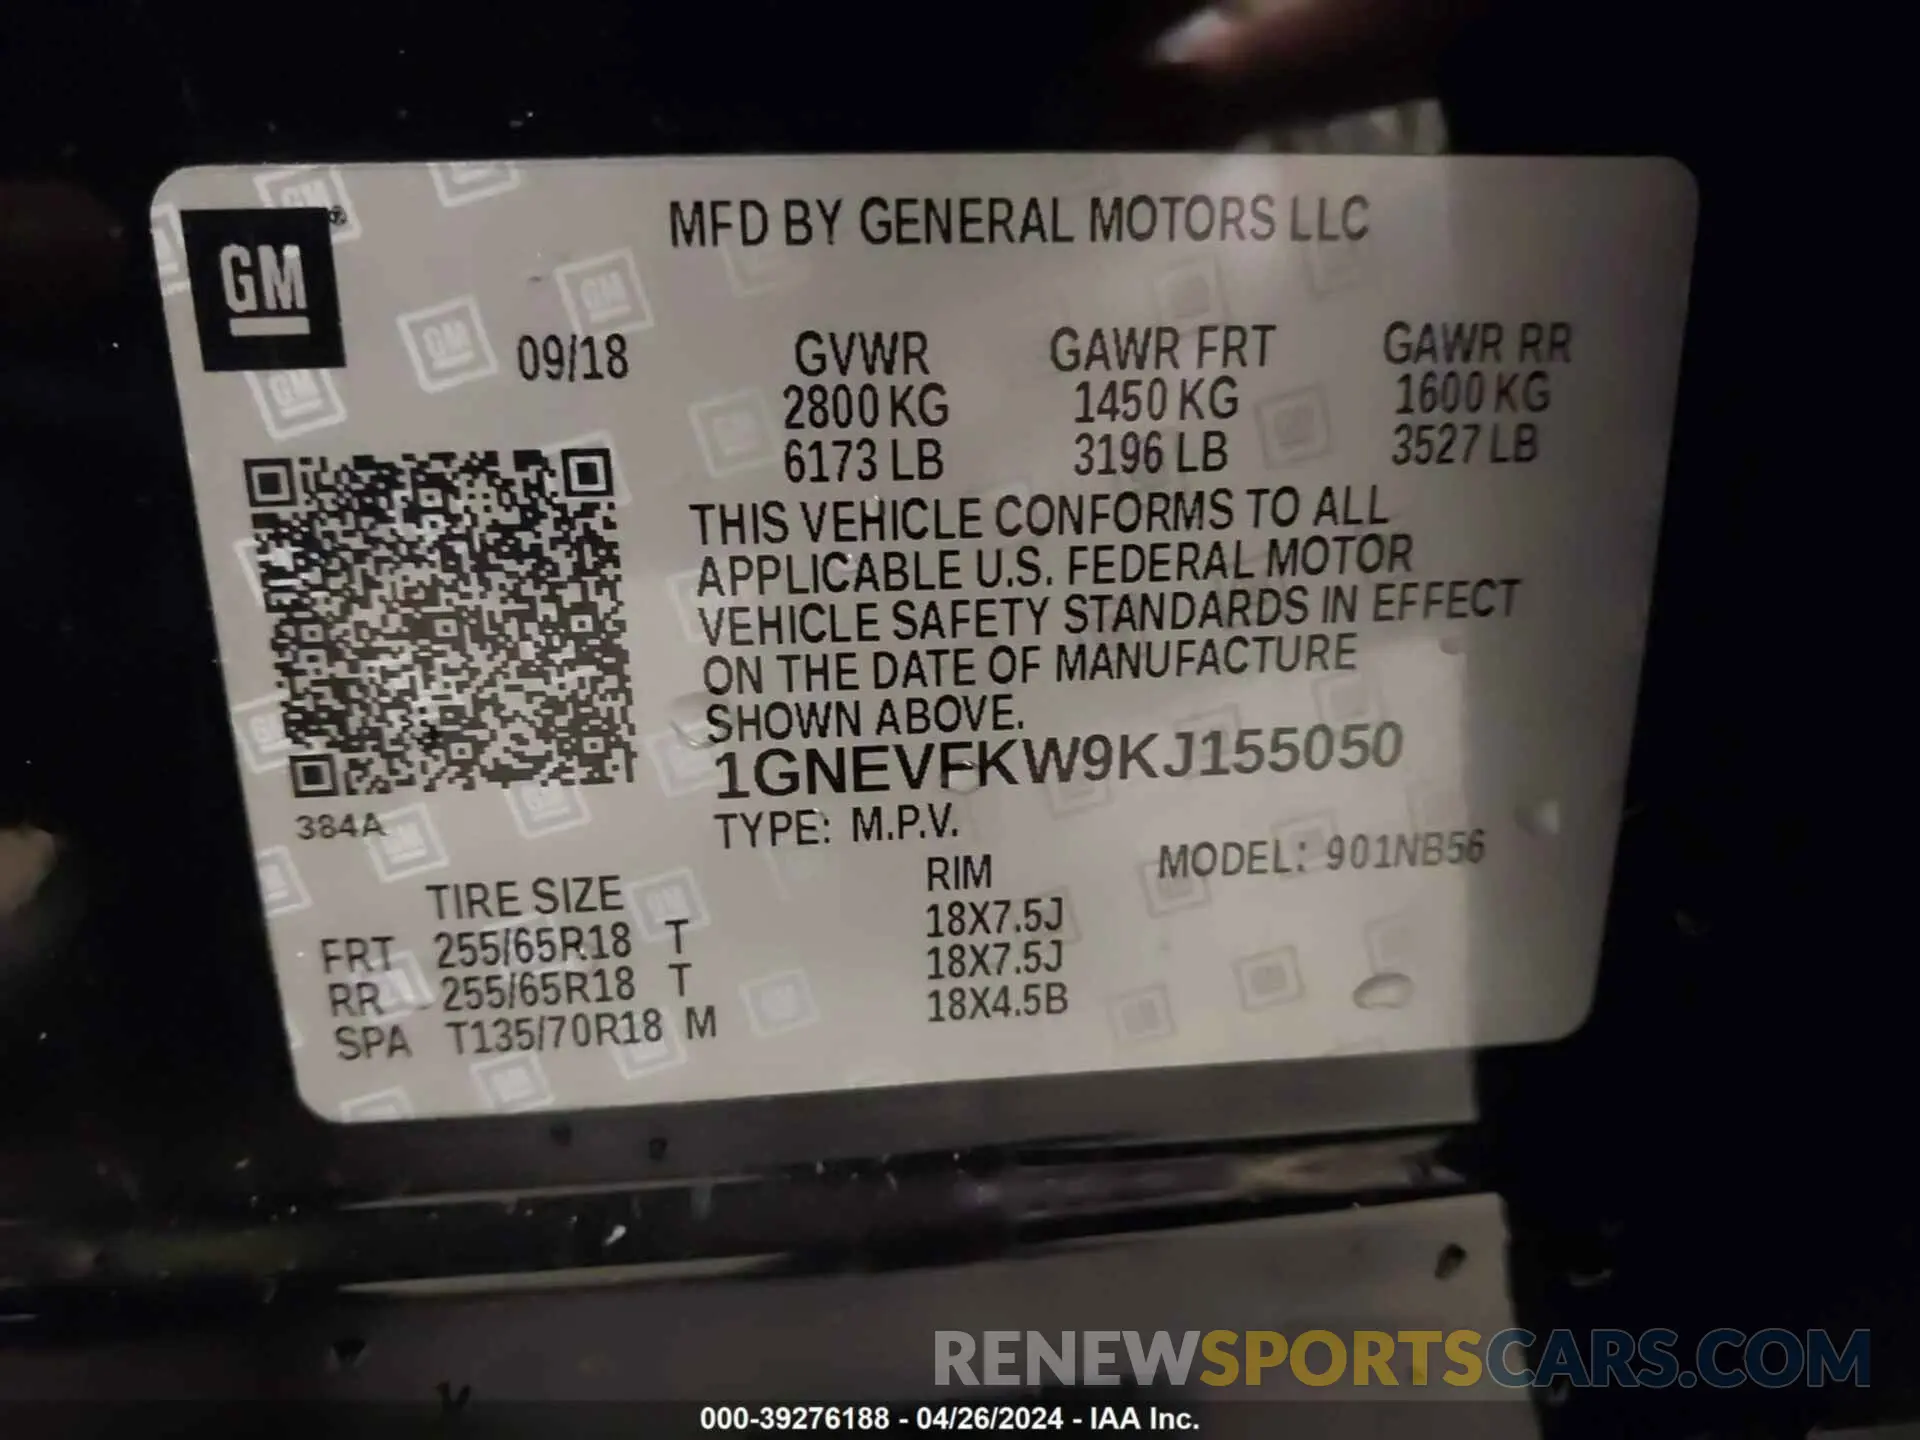 MFD BY GENERAL MOTORS LLC
GM®
09/18 GVWR GAWR FRT GAWR RR
2800 KG 1450 KG 1600 KG
6173 LB 3196 LB 3527 LB
THIS VEHICLE CONFORMS TO ALL
APPLICABLE U.S. FEDERAL MOTOR
VEHICLE SAFETY STANDARDS IN EFFECT
ON THE DATE OF MANUFACTURE
SHOWN ABOVE.
1GNEVFKW9KJ155050
384A
TYPE: M.P.V. MODEL: 901NB56
TIRE SIZE RIM
FRT 255/65R18 T 18X7.5J
RR 255/65R18 T 18X7.5J
SPA T135/70R18 M 18X4.5B
RENEWSPORTSCARS.COM
000-39276188 - 04/26/2024 - IAA Inc.